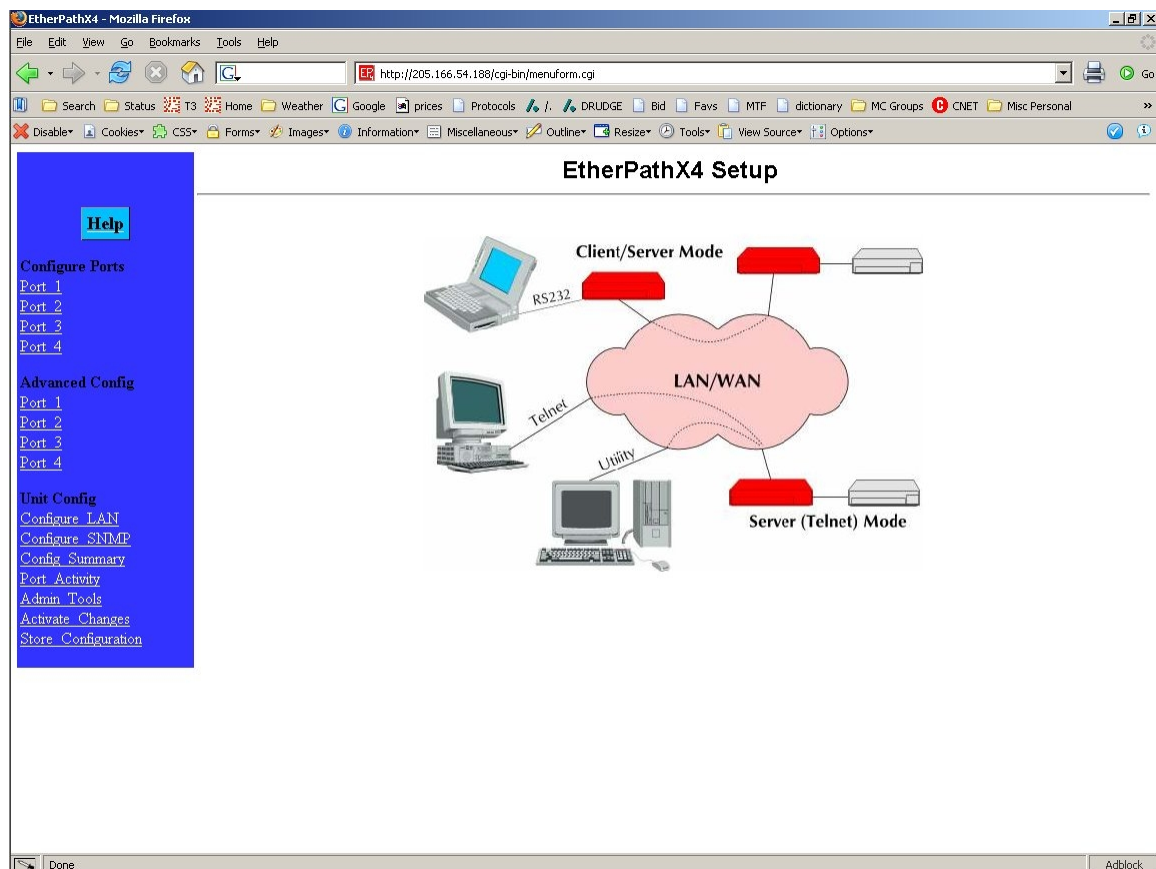 EtherPathX4 - Mozilla Firefox
File Edit View Go Bookmarks Tools Help
G
EP http://205.166.54.188/cgi-bin/menuform.cgi Go
Search Status T3 Home Weather G Google prices Protocols /. DRUDGE Bid Favs MTF dictionary MC Groups C CNET Misc Personal »
Disable Cookies CSS Forms Images Information Miscellaneous Outline Resize Tools View Source Options
EtherPathX4 Setup
Help
Configure Ports
Port 1
Port 2
Port 3
Port 4
Advanced Config
Port 1
Port 2
Port 3
Port 4
Unit Config
Configure LAN
Configure SNMP
Config Summary
Port Activity
Admin Tools
Activate Changes
Store Configuration
Client/Server Mode
RS232
LAN/WAN
Telnet
Utility
Server (Telnet) Mode
Done
Adblock